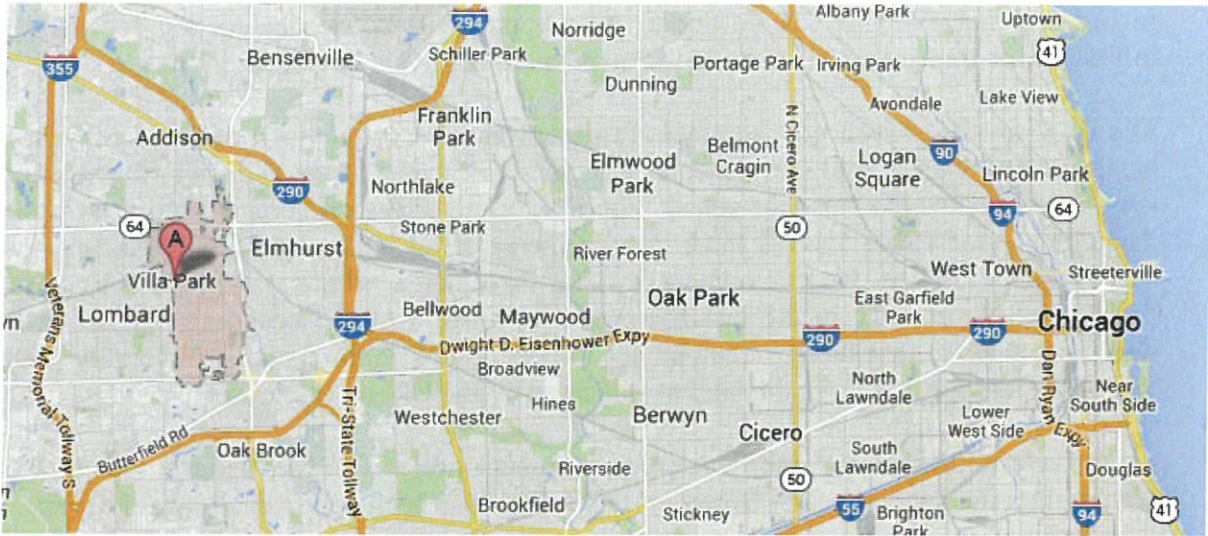 Albany Park
Uptown
294
Norridge
41
Bensenville
Schiller Park
355
Portage Park
Irving Park
Dunning
Lake View
Avondale
Franklin
Park
N Cicero Ave
Addison
Belmont
Cragin
Elmwood
Park
Logan
Square
90
Lincoln Park
290
Northlake
64
A
Stone Park
50
94
64
Elmhurst
River Forest
Villa Park
West Town
Streeterville
Veterans Memorial Tollway S
Lombard
Bellwood
Maywood
Oak Park
East Garfield
Park
Chicago
yn
294
Dwight D. Eisenhower Expy
290
290
Broadview
Dan Ryan Expy
North
Lawndale
Near
South Side
Tri-State Tollway
Westchester
Hines
Berwyn
Cicero
Lower
West Side
Butterfield Rd
Oak Brook
South
Lawndale
Riverside
Douglas
50
Brookfield
Stickney
55
Brighton
Park
94
41